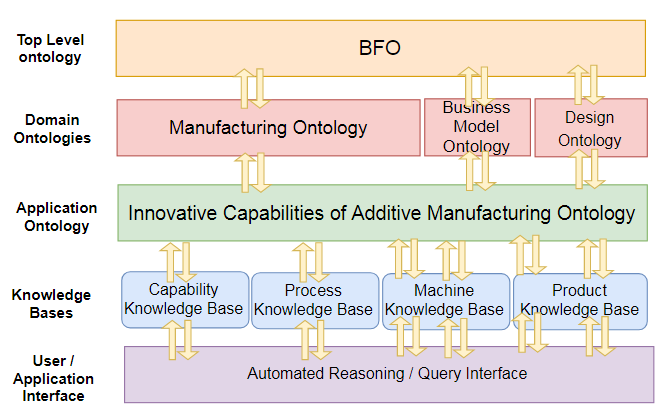 Top Level
ontology
BFO
Domain
Ontologies
Manufacturing Ontology
Business
Model
Ontology
Design
Ontology
Application
Ontology
Innovative Capabilities of Additive Manufacturing Ontology
Knowledge
Bases
Capability
Knowledge Base
Process
Knowledge Base
Machine
Knowledge Base
Product
Knowledge Base
User /
Application
Interface
Automated Reasoning / Query Interface